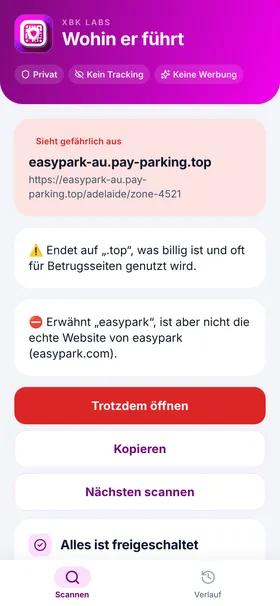 XBK LABS
Wohin er führt
Privat
Kein Tracking
Keine Werbung
Sieht gefährlich aus
easypark-au.pay-parking.top
https://easypark-au.pay-
parking.top/adelaide/zone-4521
⚠️ Endet auf „.top“, was billig ist und oft
für Betrugsseiten genutzt wird.
⛔ Erwähnt „easypark“, ist aber nicht die
echte Website von easypark
(easypark.com).
Trotzdem öffnen
Kopieren
Nächsten scannen
Alles ist freigeschaltet
Scannen
Verlauf